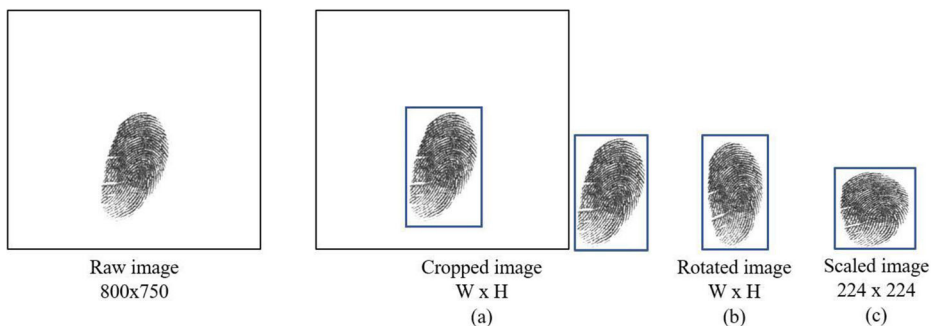 Raw image
800x750
Cropped image
W x H
(a)
Rotated image
W x H
(b)
Scaled image
224 x 224
(c)